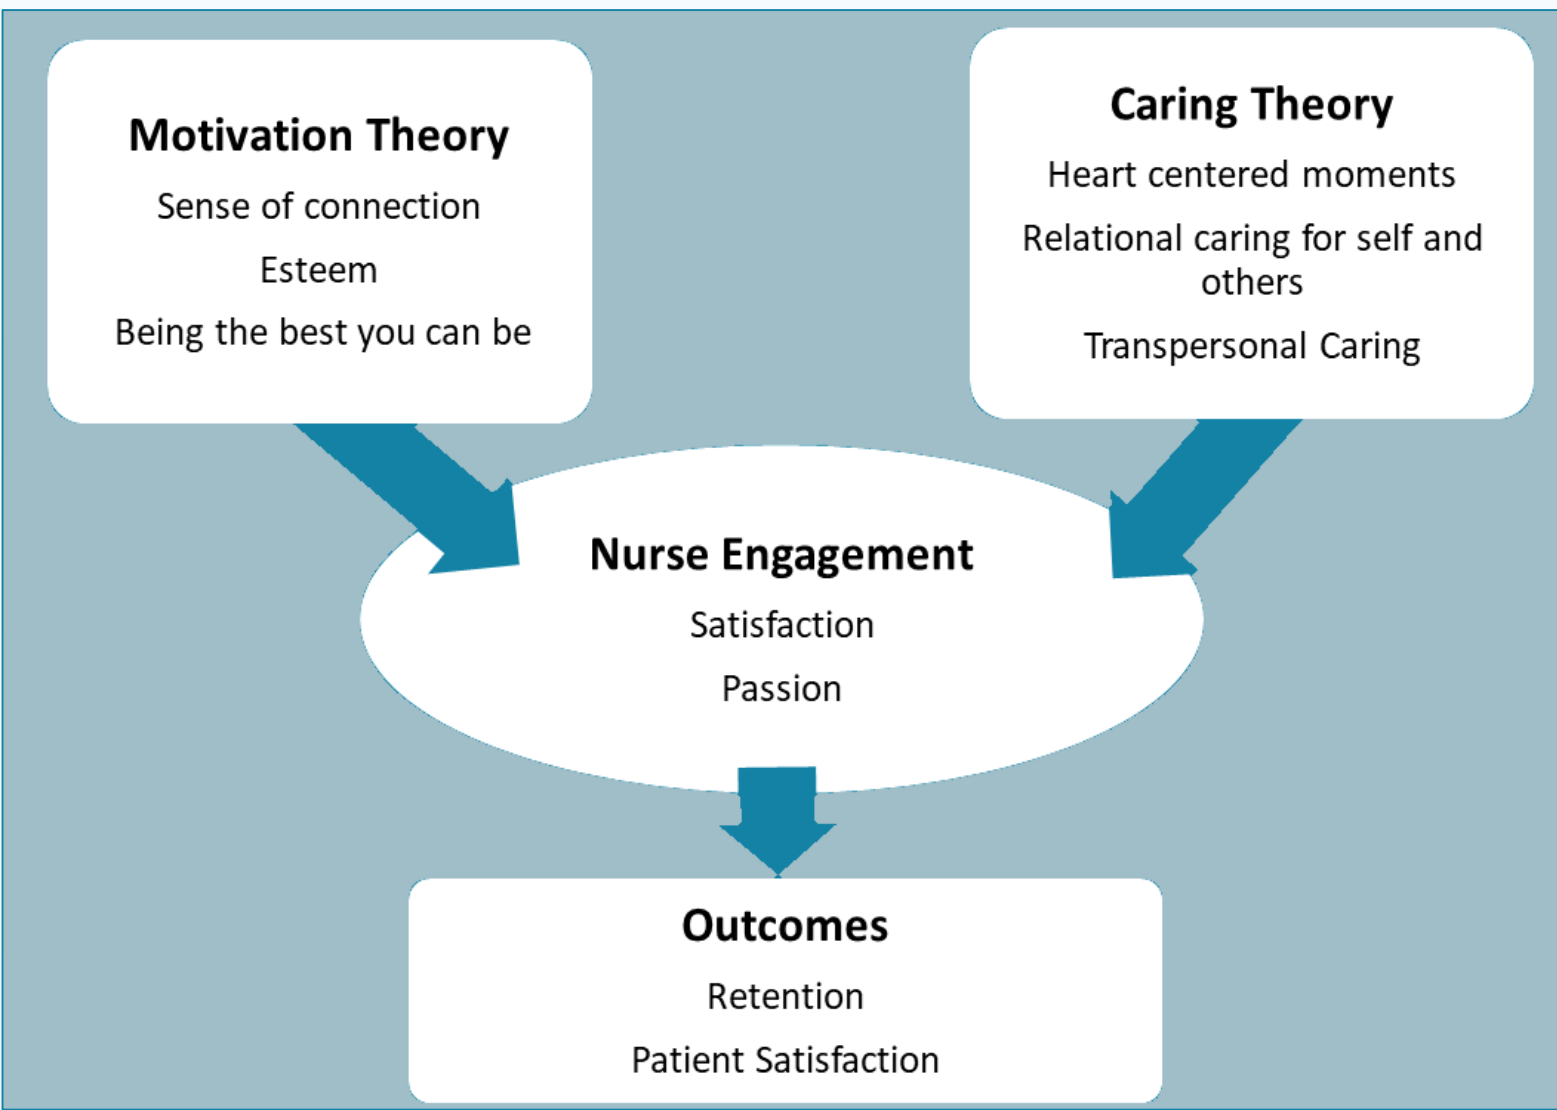 Motivation Theory
Sense of connection
Esteem
Being the best you can be
Caring Theory
Heart centered moments
Relational caring for self and
others
Transpersonal Caring
Nurse Engagement
Satisfaction
Passion
Outcomes
Retention
Patient Satisfaction